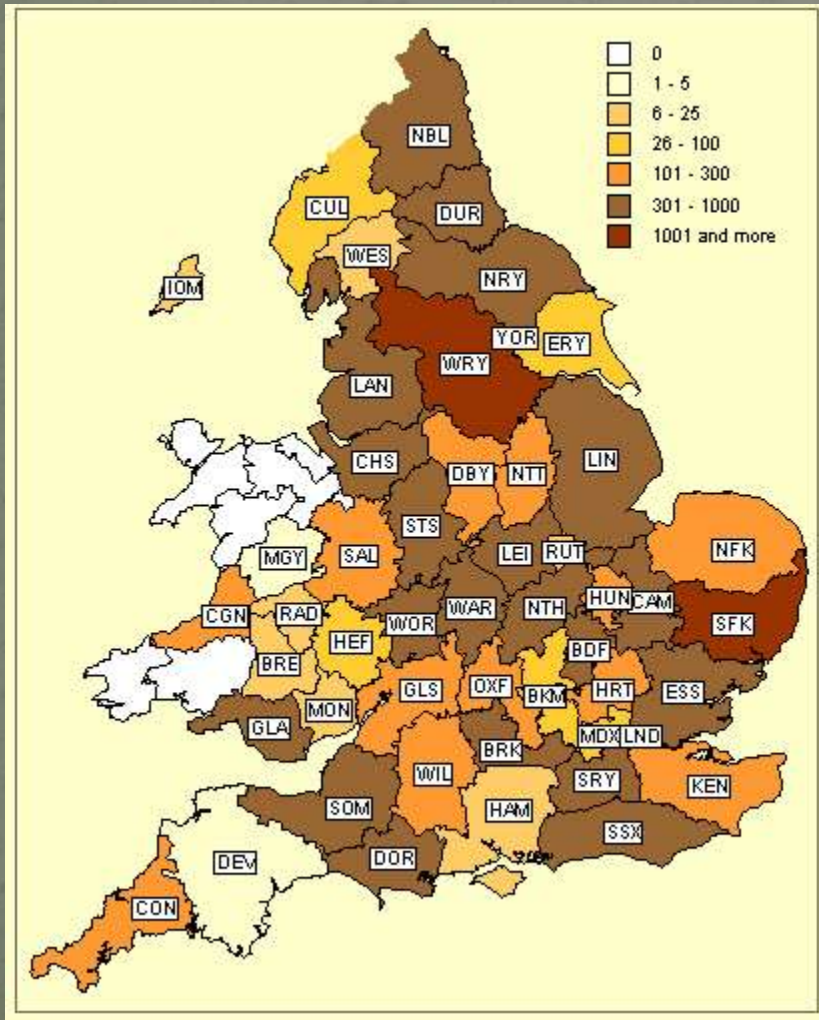 0
1 - 5
6 - 25
26 - 100
101 - 300
301 - 1000
1001 and more
NBL
CUL
DUR
WES
NRY
IOM
YOR
ERY
WRY
LAN
CHS
DBY
NTT
LIN
STS
MGY
SAL
LEI
RUT
NFK
CGN
RAD
WOR
WAR
NTH
HUN
CAM
SFK
HEF
BRE
BDF
GLS
OXF
BKM
HRT
ESS
MON
GLA
MDX
LND
BRK
WIL
SRY
KEN
SOM
HAM
SSX
DOR
DEV
CON